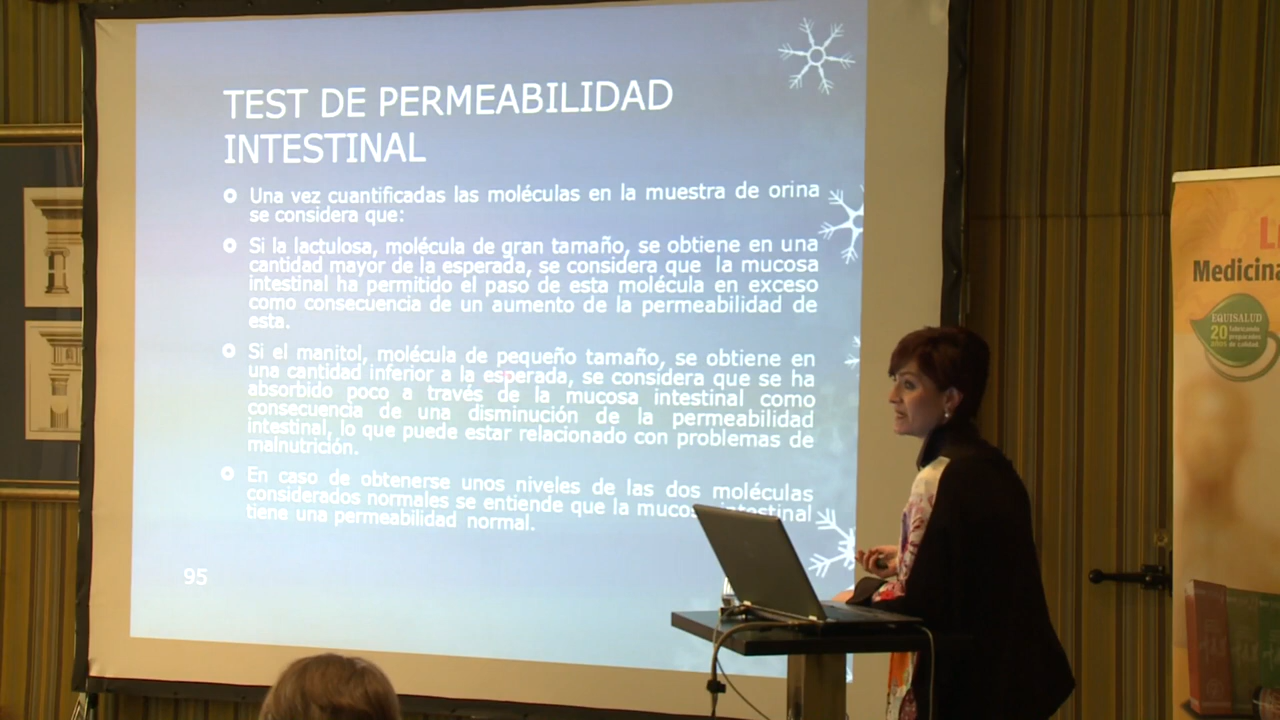 TEST DE PERMEABILIDAD
INTESTINAL
Una vez cuantificadas las moléculas en la muestra de orina
se considera que:
Si la lactulosa, molécula de gran tamaño, se obtiene en una
cantidad mayor de la esperada, se considera que la mucosa
intestinal ha permitido el paso de esta molécula en exceso
como consecuencia de un aumento de la permeabilidad de
esta.
Si el manitol, molécula de pequeño tamaño, se obtiene en
una cantidad inferior a la esperada, se considera que se ha
absorbido poco a través de la mucosa intestinal como
consecuencia de una disminución de la permeabilidad
intestinal, lo que puede estar relacionado con problemas de
malnutrición.
En caso de obtenerse unos niveles de las dos moléculas
considerados normales se entiende que la mucosa intestinal
tiene una permeabilidad normal.
95
L
Medicina
EQUISALUD
20 fabricando
preparados
años de calidad